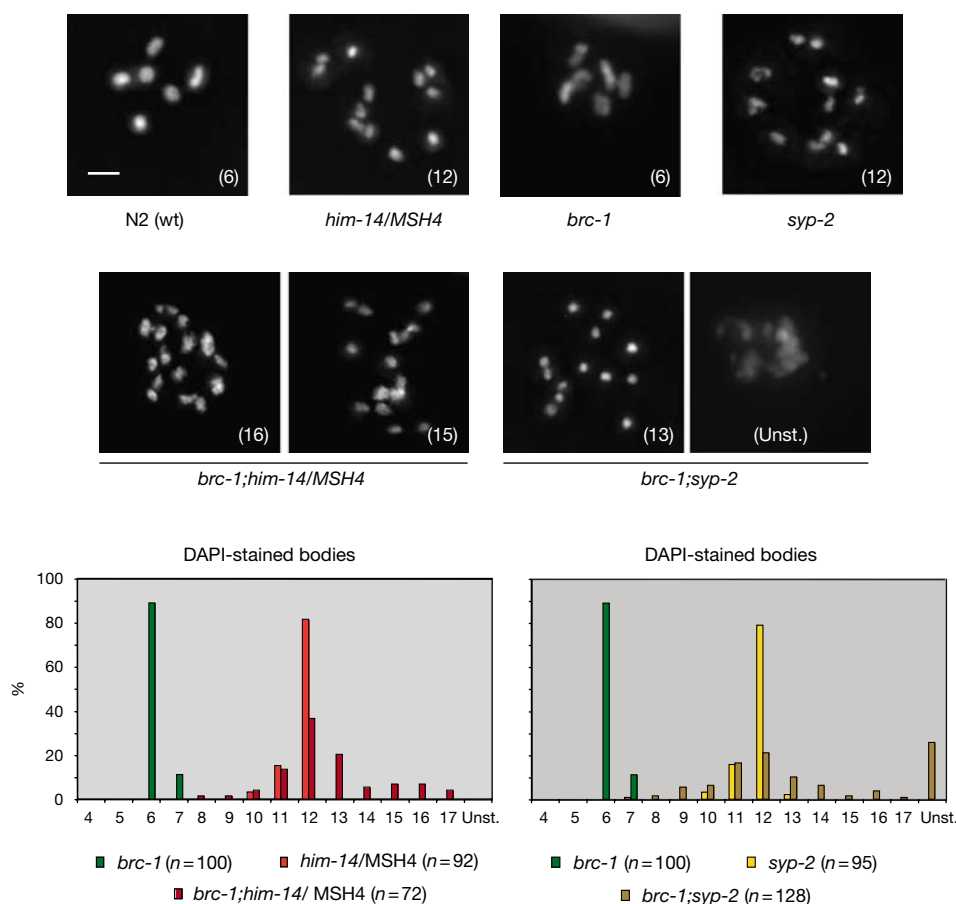 (6) (12) (6) (12)
N2 (wt) him-14/MSH4 brc-1 syp-2
(16) (15) (13) (Unst.)
brc-1;him-14/MSH4 brc-1;syp-2
DAPI-stained bodies DAPI-stained bodies
100
80
60
%
40
20
0
4 5 6 7 8 9 10 11 12 13 14 15 16 17 Unst. 4 5 6 7 8 9 10 11 12 13 14 15 16 17 Unst.
brc-1 (n=100) him-14/MSH4 (n=92) brc-1 (n=100) syp-2 (n=95)
brc-1;him-14/ MSH4 (n=72) brc-1;syp-2 (n=128)